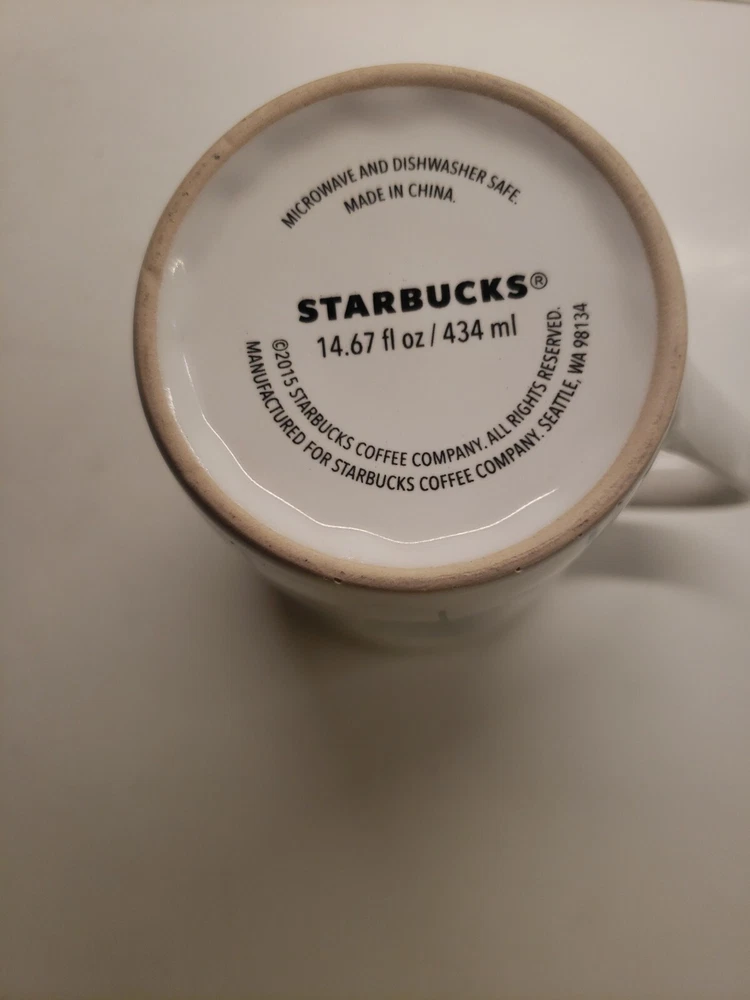 MICROWAVE AND DISHWASHER SAFE.
MADE IN CHINA.
STARBUCKS®
14.67 fl oz / 434 ml
©2015 STARBUCKS COFFEE COMPANY. ALL RIGHTS RESERVED.
MANUFACTURED FOR STARBUCKS COFFEE COMPANY. SEATTLE, WA 98134